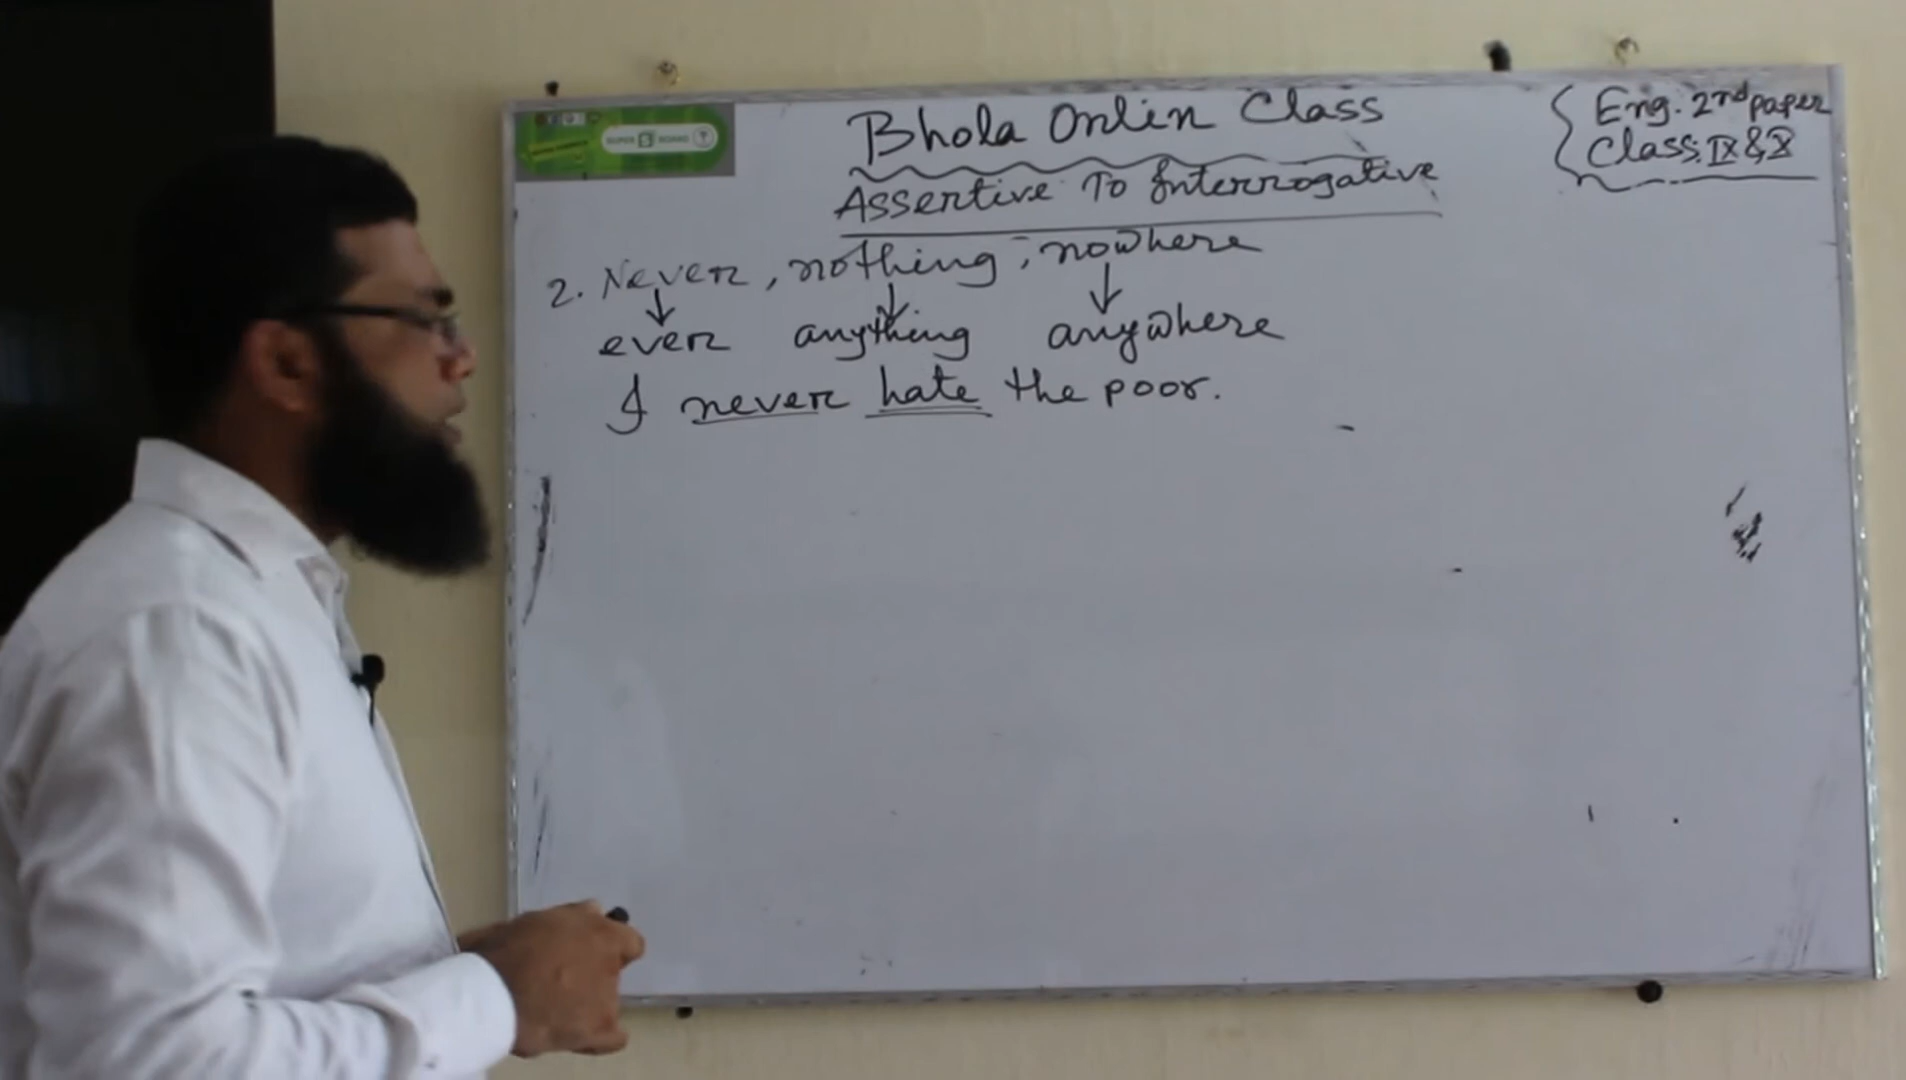 Bhola Onlin Class
Eng. 2nd paper
Class: IX & X
Assertive To Interrogative
2. Never, nothing, nowhere
ever anything anywhere
I never hate the poor.